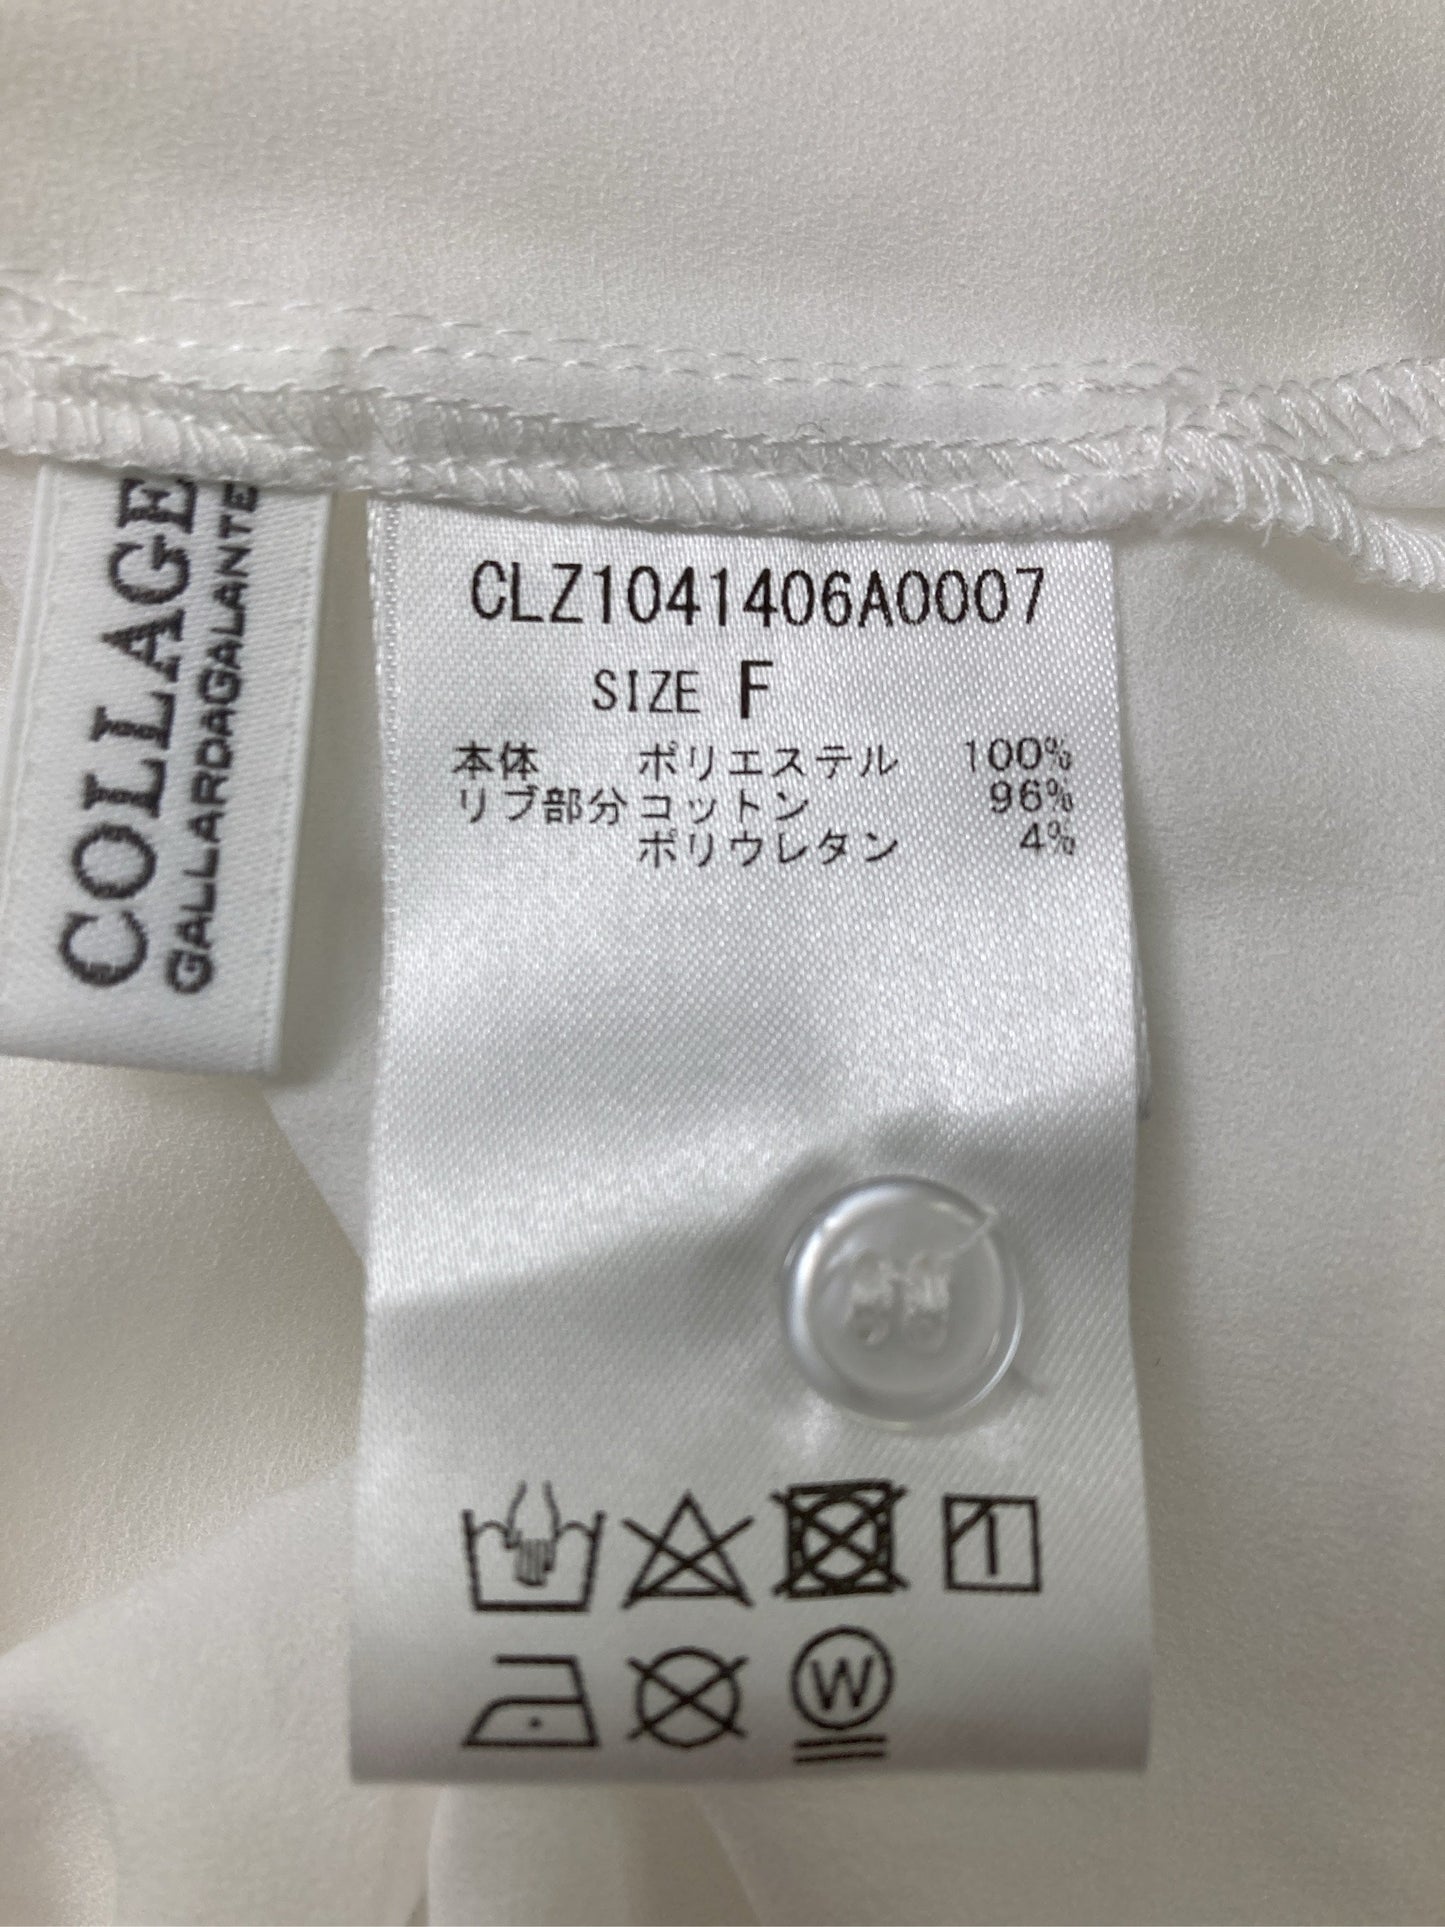 COLLAGE
GALLARDAGALANTE
CLZ1041406A0007
SIZE F
本体 ポリエステル 100%
リブ部分 コットン 96%
ポリウレタン 4%
W